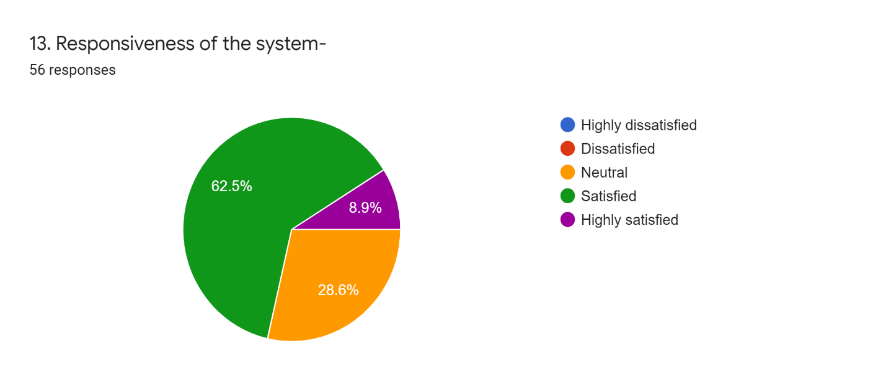 13. Responsiveness of the system-
56 responses
62.5%
8.9%
28.6%
Highly dissatisfied
Dissatisfied
Neutral
Satisfied
Highly satisfied